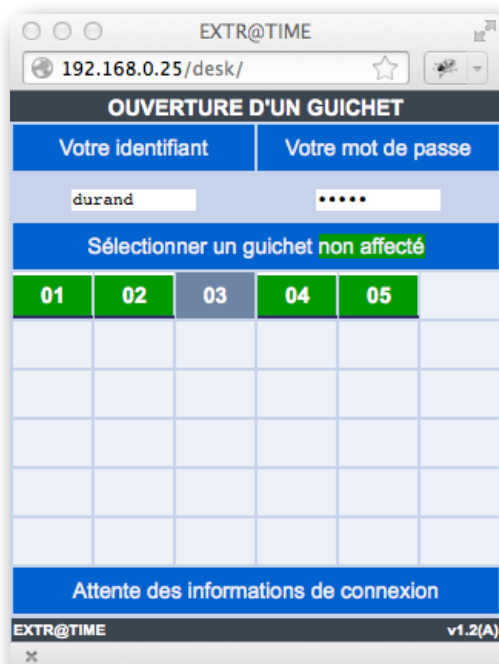 EXTR@TIME
192.168.0.25/desk/
OUVERTURE D'UN GUICHET
Votre identifiant Votre mot de passe
durand •••••
Sélectionner un guichet non affecté
01 02 03 04 05
Attente des informations de connexion
EXTR@TIME v1.2(A)